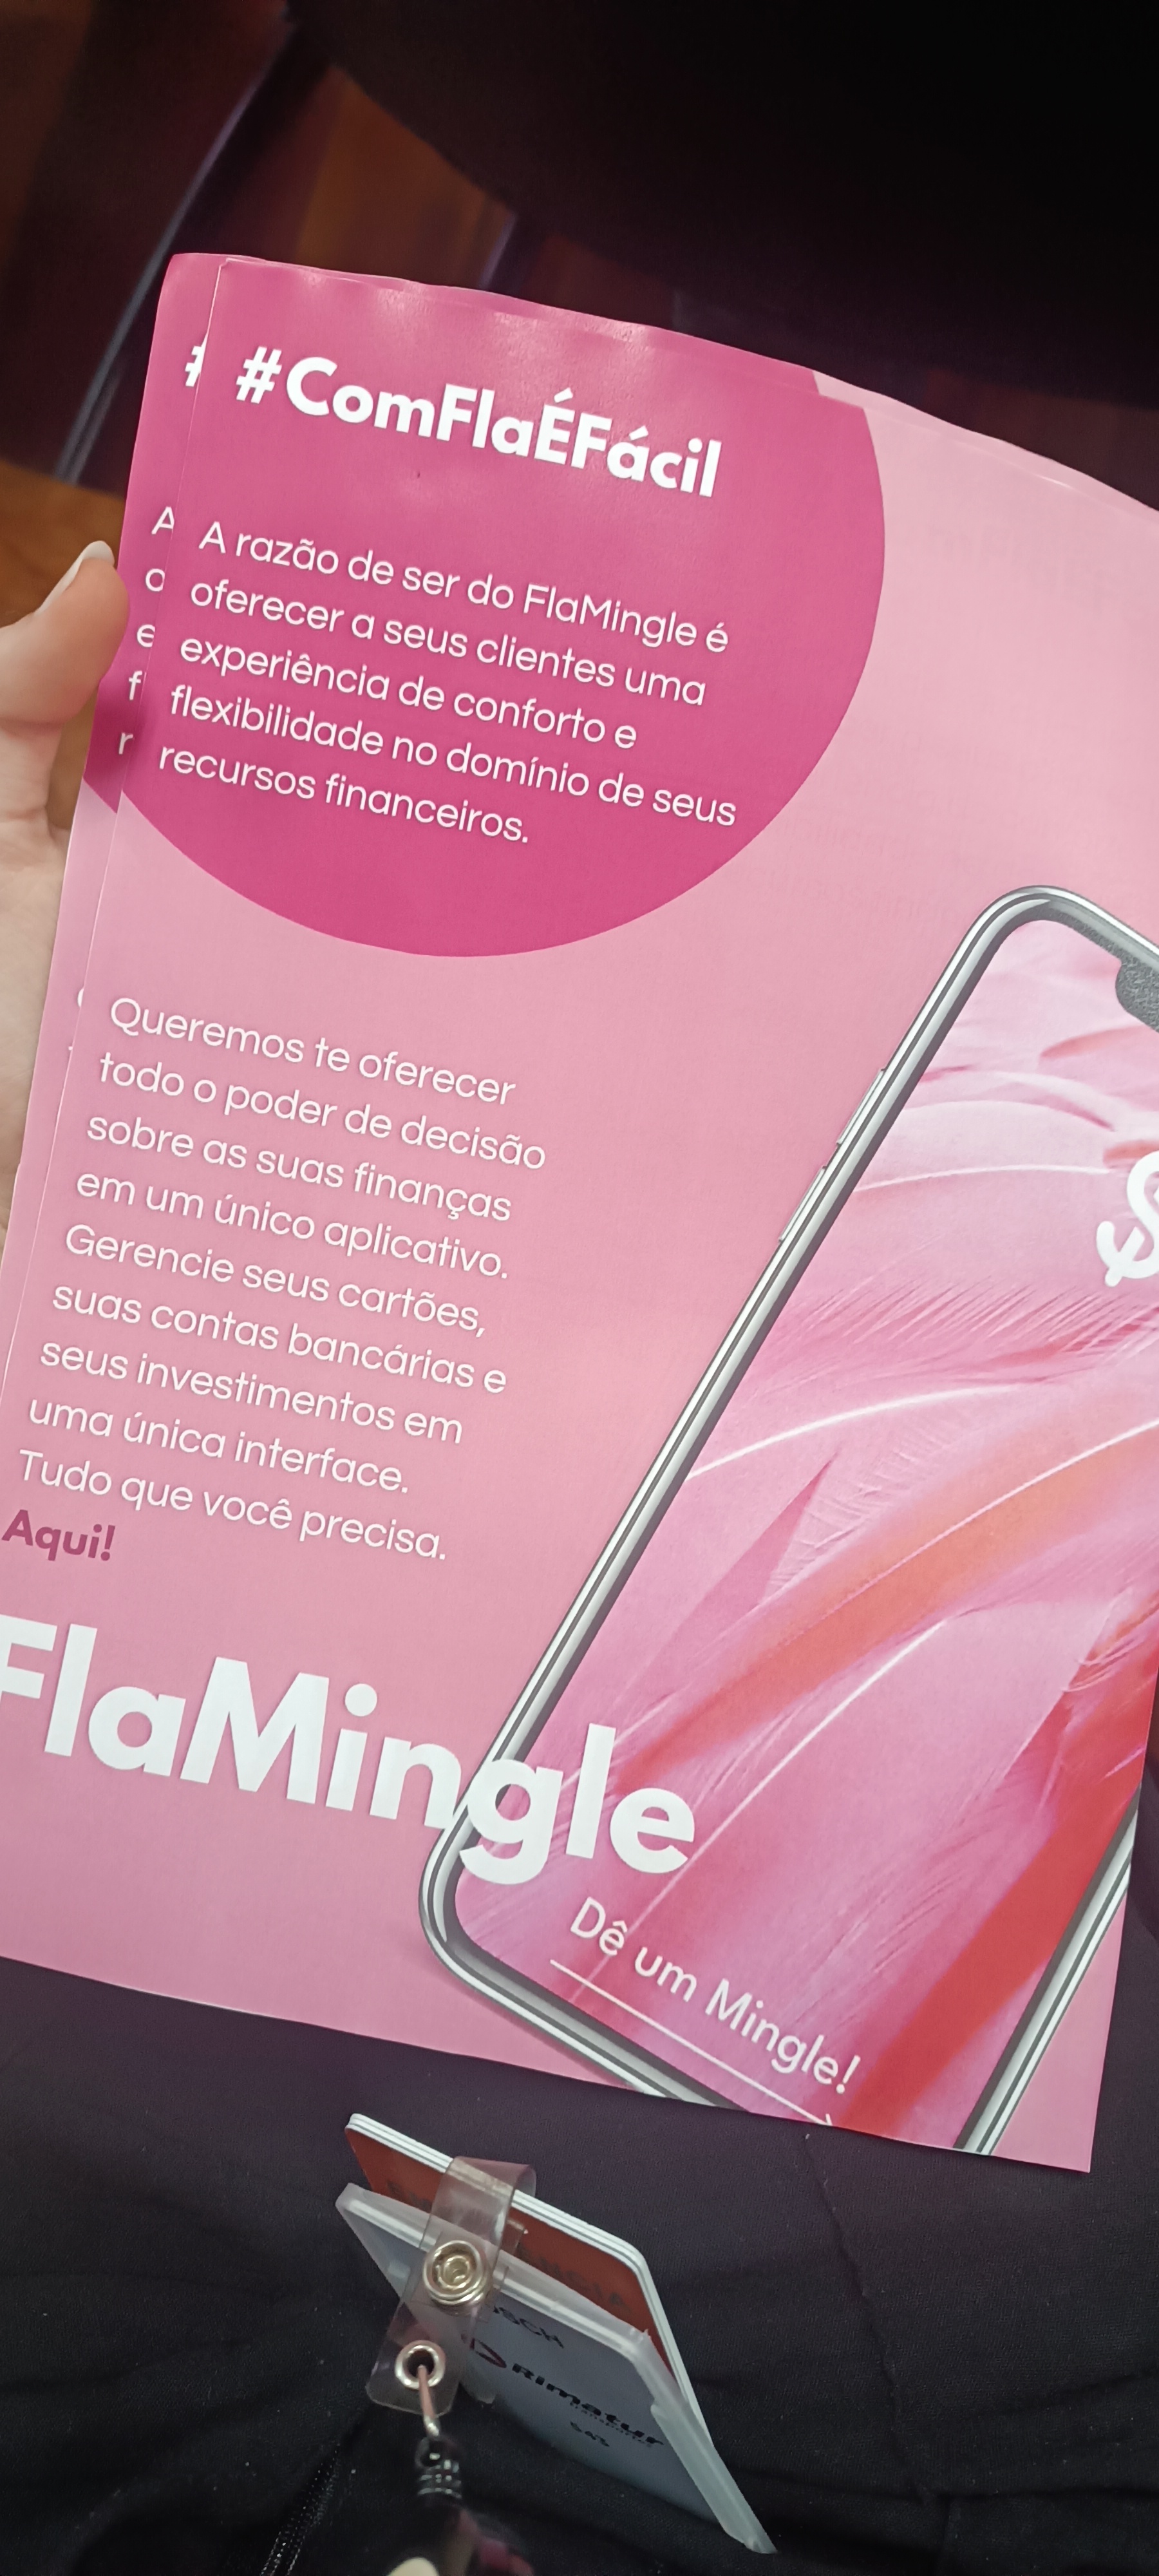 #ComFlaÉFácil
A razão de ser do FlaMingle é
oferecer a seus clientes uma
experiência de conforto e
flexibilidade no domínio de seus
recursos financeiros.
Queremos te oferecer
todo o poder de decisão
sobre as suas finanças
em um único aplicativo.
Gerencie seus cartões,
suas contas bancárias e
seus investimentos em
uma única interface.
Tudo que você precisa.
Aqui!
$
FlaMingle
Dê um Mingle!
#
A
o
e
f
r
Rimatur
transportes